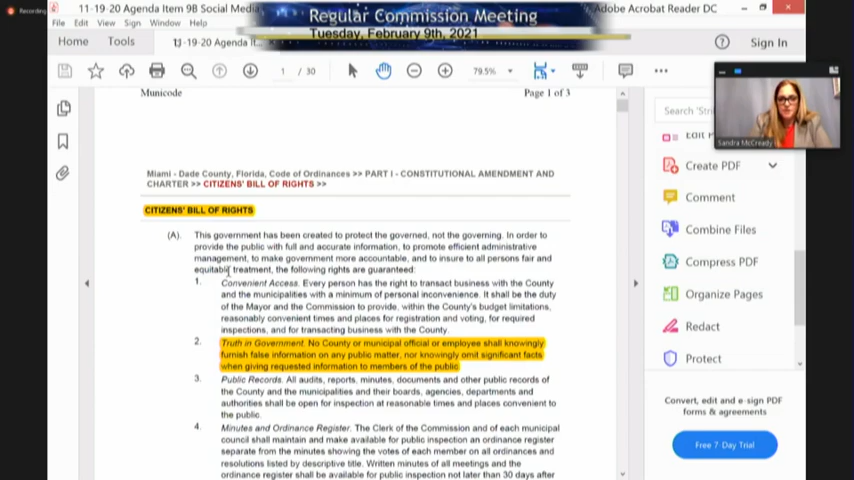 Recording
11-19-20 Agenda Item 9B Social Media
Adobe Acrobat Reader DC
Regular Commission Meeting
Tuesday, February 9th, 2021
File Edit View Sign Window
Home Tools
11-19-20 Agenda It...
Sign In
1 / 30
79.5%
Municode
Page 1 of 3
Search 'Stri
Sandra McCready
Edit P
Create PDF
Comment
Combine Files
Compress PDF
Organize Pages
Redact
Protect
Convert, edit and e-sign PDF
forms & agreements
Free 7-Day Trial
Miami - Dade County, Florida, Code of Ordinances >> PART I - CONSTITUTIONAL AMENDMENT AND
CHARTER >> CITIZENS' BILL OF RIGHTS >>
CITIZENS' BILL OF RIGHTS
(A). This government has been created to protect the governed, not the governing. In order to
provide the public with full and accurate information, to promote efficient administrative
management, to make government more accountable, and to insure to all persons fair and
equitable treatment, the following rights are guaranteed:
1. Convenient Access. Every person has the right to transact business with the County
and the municipalities with a minimum of personal inconvenience. It shall be the duty
of the Mayor and the Commission to provide, within the County's budget limitations,
reasonably convenient times and places for registration and voting, for required
inspections, and for transacting business with the County.
2. Truth in Government. No County or municipal official or employee shall knowingly
furnish false information on any public matter, nor knowingly omit significant facts
when giving requested information to members of the public.
3. Public Records. All audits, reports, minutes, documents and other public records of
the County and the municipalities and their boards, agencies, departments and
authorities shall be open for inspection at reasonable times and places convenient to
the public.
4. Minutes and Ordinance Register. The Clerk of the Commission and of each municipal
council shall maintain and make available for public inspection an ordinance register
separate from the minutes showing the votes of each member on all ordinances and
resolutions listed by descriptive title. Written minutes of all meetings and the
ordinance register shall be available for public inspection not later than 30 days after